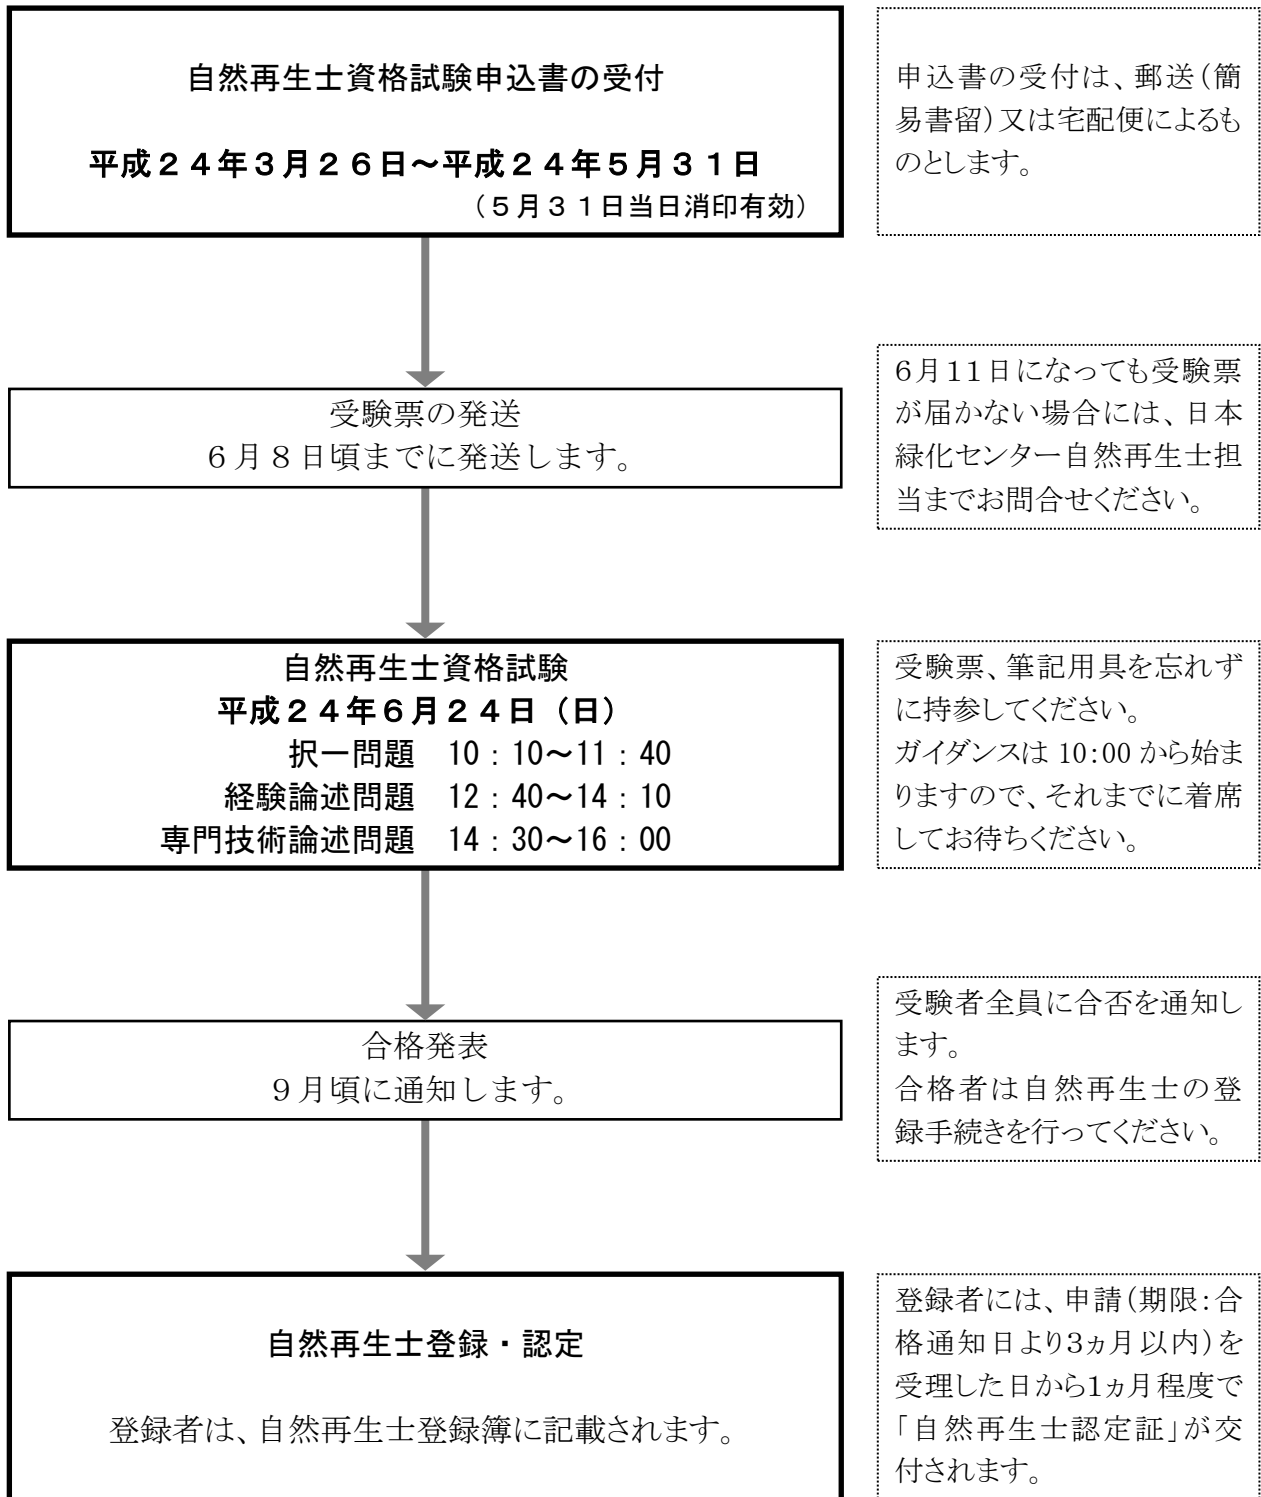 自然再生士資格試験申込書の受付
平成２４年３月２６日～平成２４年５月３１日
（５月３１日当日消印有効）
申込書の受付は、郵送（簡
易書留）又は宅配便によるも
のとします。
受験票の発送
６月８日頃までに発送します。
6月11日になっても受験票
が届かない場合には、日本
緑化センター自然再生士担
当までお問合せください。
自然再生士資格試験
平成２４年６月２４日（日）
択一問題　10：10～11：40
経験論述問題　12：40～14：10
専門技術論述問題　14：30～16：00
受験票、筆記用具を忘れず
に持参してください。
ガイダンスは 10:00 から始ま
りますので、それまでに着席
してお待ちください。
合格発表
９月頃に通知します。
受験者全員に合否を通知し
ます。
合格者は自然再生士の登
録手続きを行ってください。
自然再生士登録・認定
登録者は、自然再生士登録簿に記載されます。
登録者には、申請（期限：合
格通知日より3ヵ月以内）を
受理した日から1ヵ月程度で
「自然再生士認定証」が交
付されます。